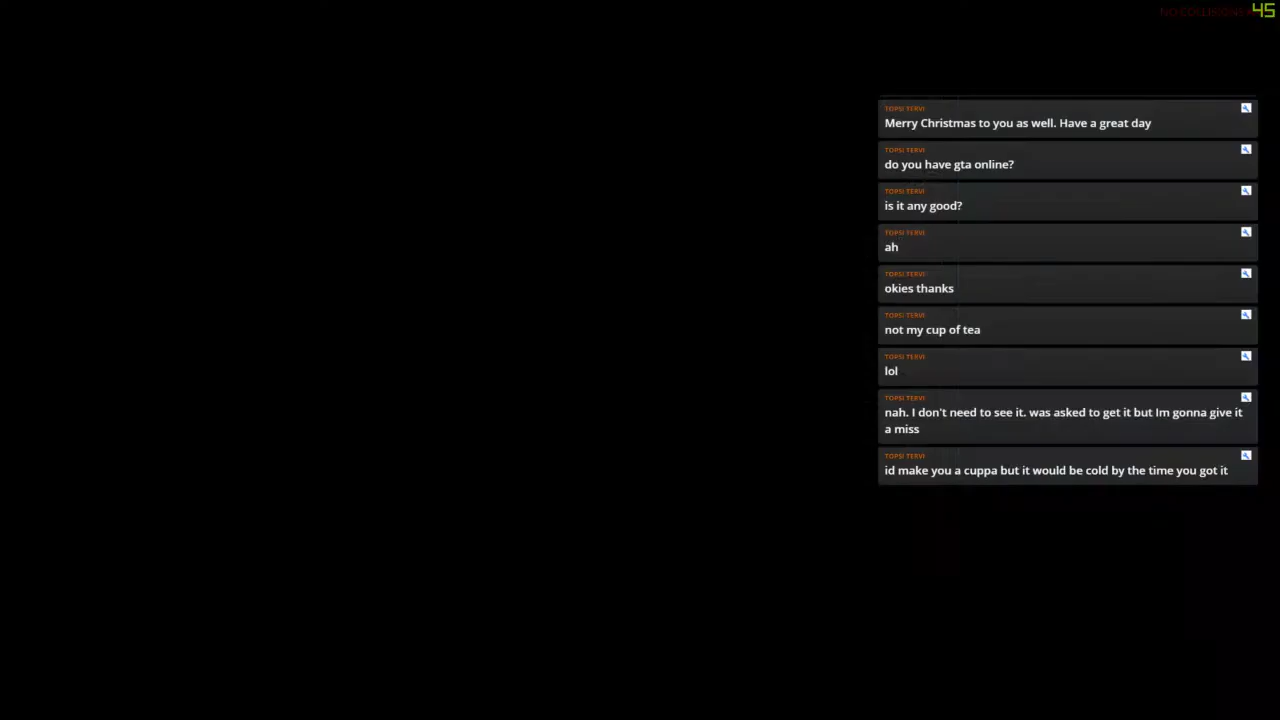 NO COLLISIONS
45
TOPSI TERVI
Merry Christmas to you as well. Have a great day
TOPSI TERVI
do you have gta online?
TOPSI TERVI
is it any good?
TOPSI TERVI
ah
TOPSI TERVI
okies thanks
TOPSI TERVI
not my cup of tea
TOPSI TERVI
lol
TOPSI TERVI
nah. I don't need to see it. was asked to get it but Im gonna give it
a miss
TOPSI TERVI
id make you a cuppa but it would be cold by the time you got it